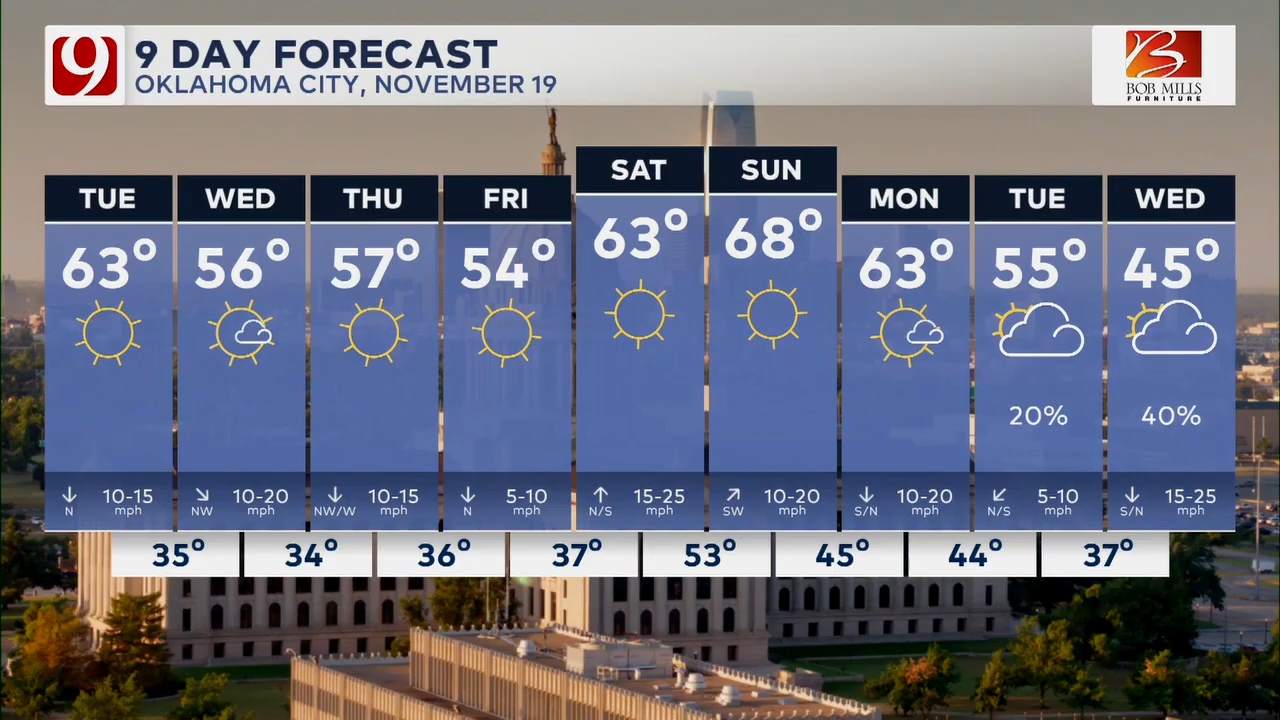 9
9 DAY FORECAST
OKLAHOMA CITY, NOVEMBER 19
B
BOB MILLS
FURNITURE
TUE WED THU FRI SAT SUN MON TUE WED
63° 56° 57° 54° 63° 68° 63° 55° 45°
20% 40%
10-15 10-20 10-15 5-10 15-25 10-20 10-20 5-10 15-25
N mph NW mph NW/W mph N mph N/S mph SW mph S/N mph N/S mph S/N mph
35° 34° 36° 37° 53° 45° 44° 37°